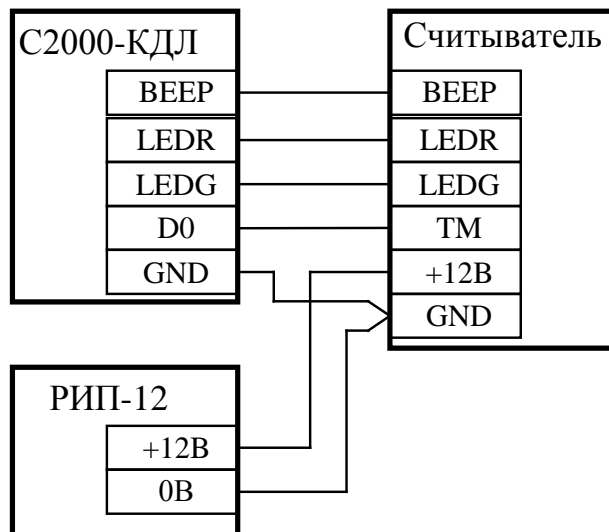 С2000-КДЛ
BEEP
LEDR
LEDG
D0
GND
Считыватель
BEEP
LEDR
LEDG
TM
+12В
GND
РИП-12
+12В
0В